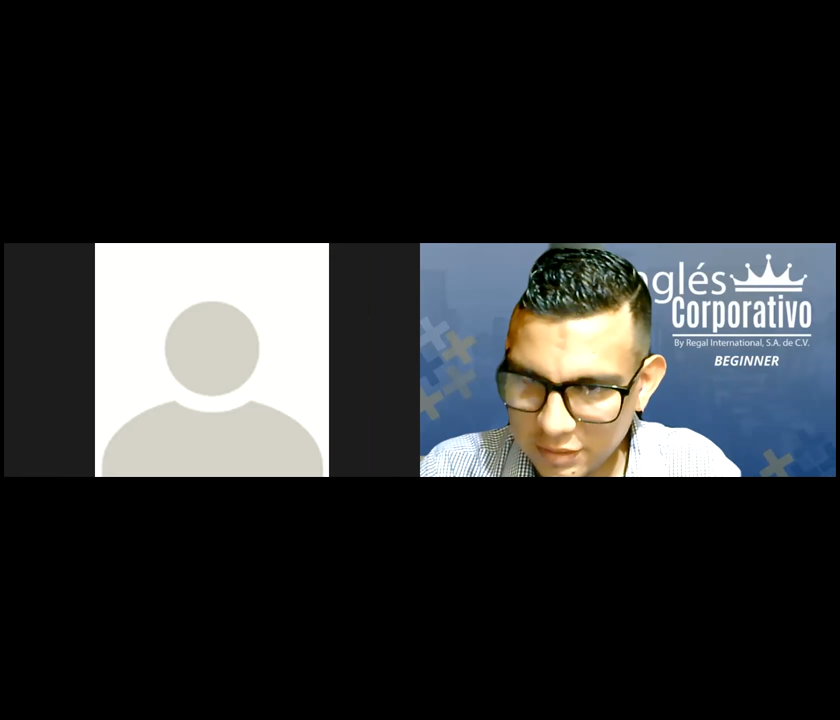 nglés
Corporativo
By Regal International, S.A. de C.V.
BEGINNER